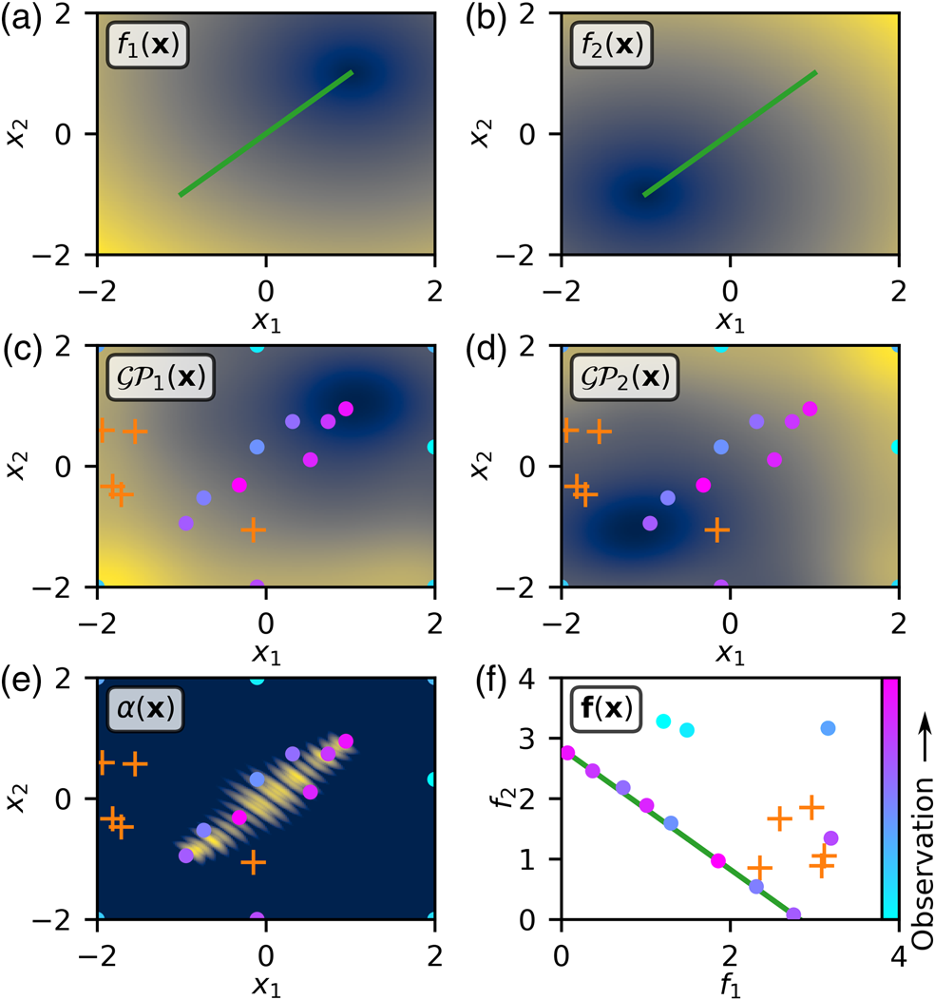 (a) 2 f₁(x) 0 −2 x₂ −2 0 2 x₁
(b) 2 f₂(x) 0 −2 x₂ −2 0 2 x₁
(c) 2 𝒢𝒫₁(x) 0 −2 x₂ −2 0 2 x₁
(d) 2 𝒢𝒫₂(x) 0 −2 x₂ −2 0 2 x₁
(e) 2 α(x) 0 −2 x₂ −2 0 2 x₁
(f) 4 f(x) 3 2 1 0 f₂ 0 2 4 f₁
Observation →